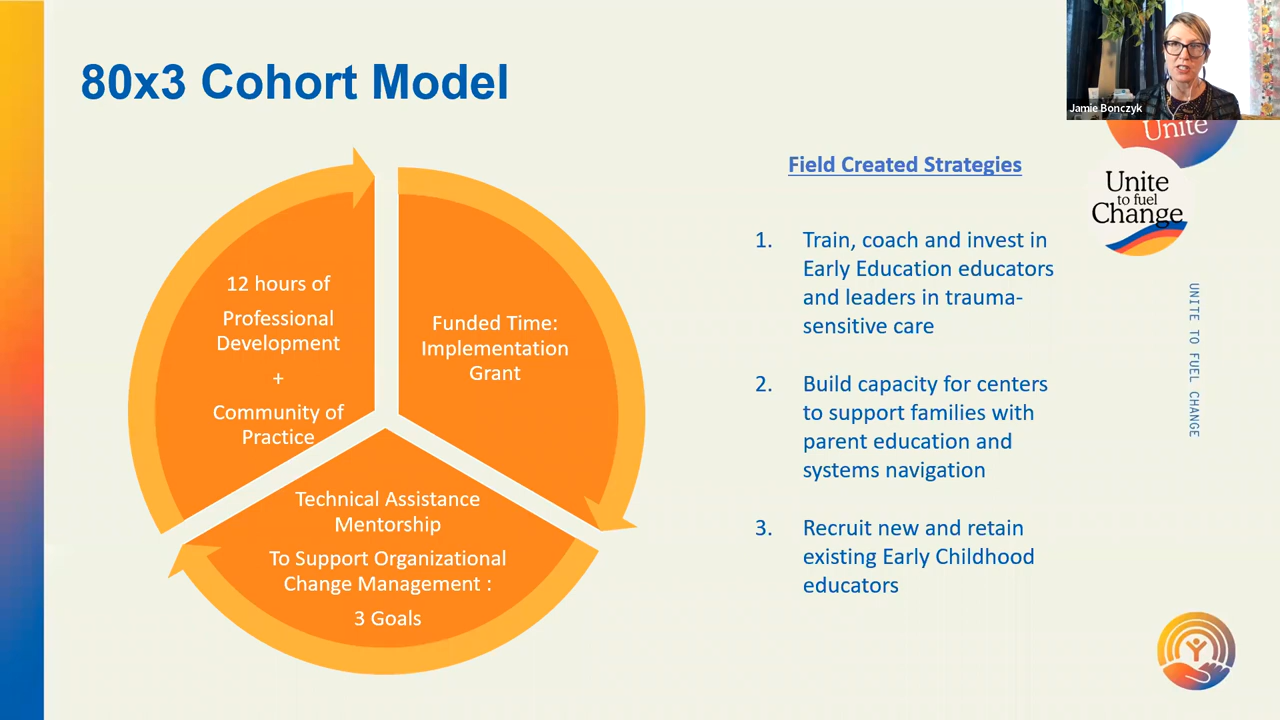 80x3 Cohort Model
Jamie Bonczyk
Unite
Unite
to fuel
Change
UNITE TO FUEL CHANGE
12 hours of
Professional
Development
+
Community of
Practice
Funded Time:
Implementation
Grant
Technical Assistance
Mentorship
To Support Organizational
Change Management :
3 Goals
Field Created Strategies
1. Train, coach and invest in
Early Education educators
and leaders in trauma-
sensitive care
2. Build capacity for centers
to support families with
parent education and
systems navigation
3. Recruit new and retain
existing Early Childhood
educators